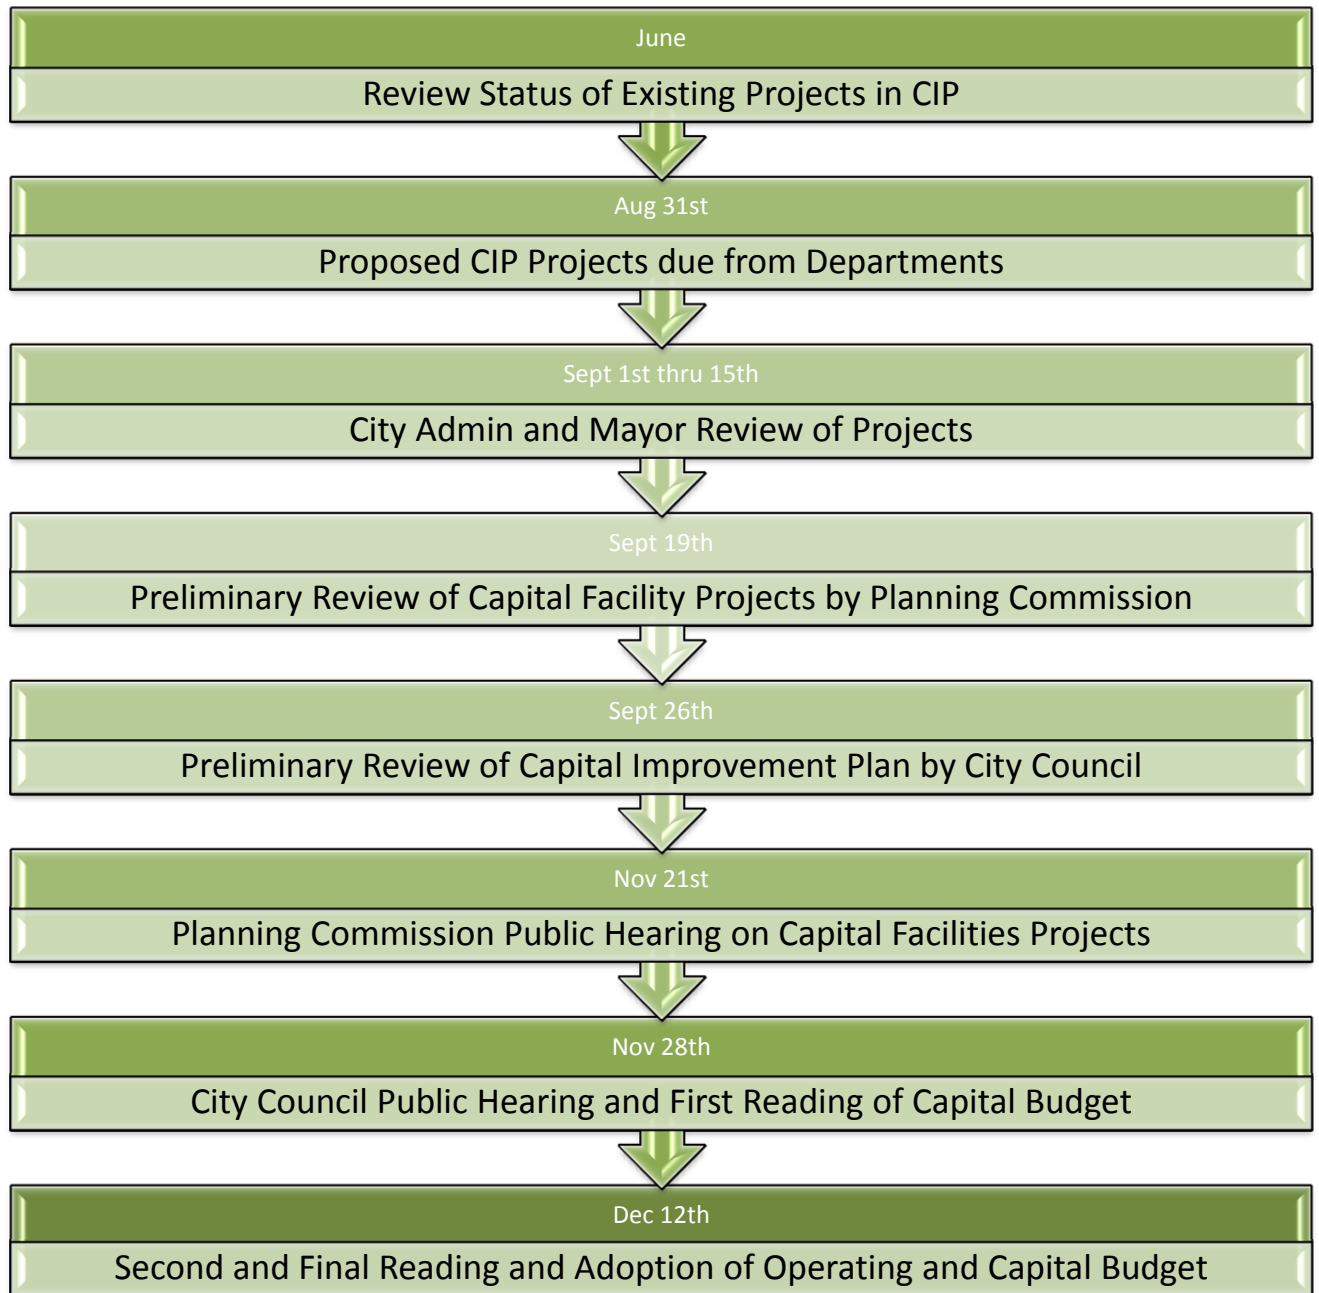 June
Review Status of Existing Projects in CIP
Aug 31st
Proposed CIP Projects due from Departments
Sept 1st thru 15th
City Admin and Mayor Review of Projects
Sept 19th
Preliminary Review of Capital Facility Projects by Planning Commission
Sept 26th
Preliminary Review of Capital Improvement Plan by City Council
Nov 21st
Planning Commission Public Hearing on Capital Facilities Projects
Nov 28th
City Council Public Hearing and First Reading of Capital Budget
Dec 12th
Second and Final Reading and Adoption of Operating and Capital Budget